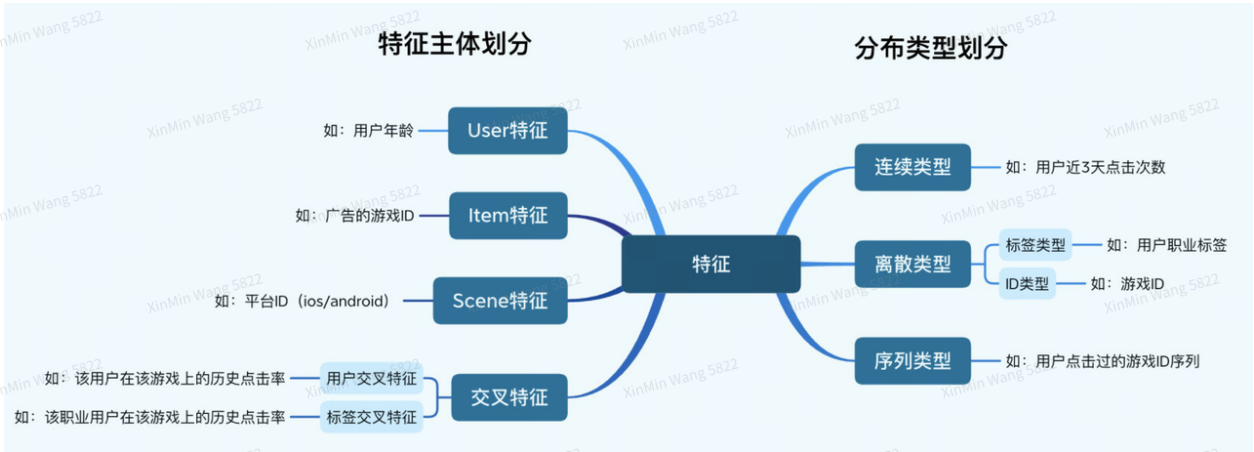 特征主体划分
分布类型划分
如：用户年龄
User特征
如：广告的游戏ID
Item特征
如：平台ID（ios/android）
Scene特征
如：该用户在该游戏上的历史点击率
用户交叉特征
如：该职业用户在该游戏上的历史点击率
标签交叉特征
交叉特征
特征
连续类型
如：用户近3天点击次数
离散类型
标签类型
如：用户职业标签
ID类型
如：游戏ID
序列类型
如：用户点击过的游戏ID序列
XinMin Wang 5822